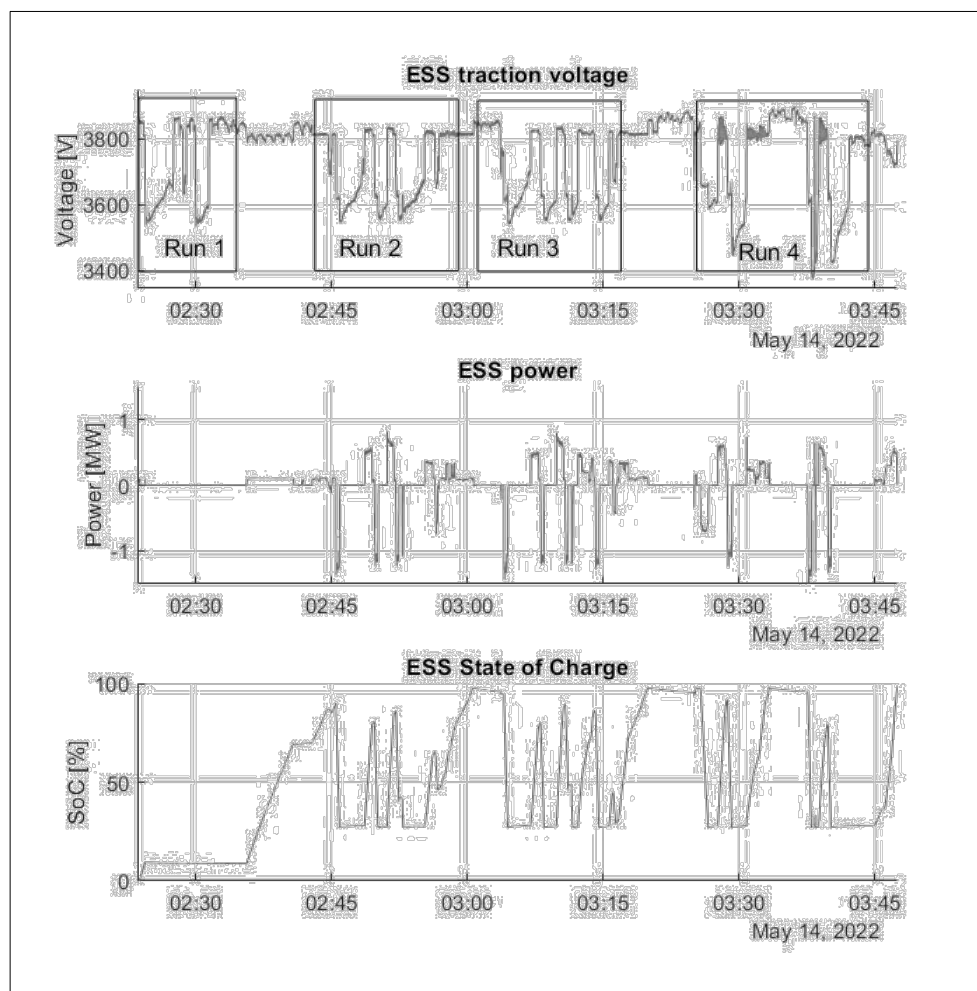 ESS traction voltage
Voltage [V]
3800
3600
3400
Run 1
Run 2
Run 3
Run 4
02:30 02:45 03:00 03:15 03:30 03:45
May 14, 2022
ESS power
Power [MW]
1
0
-1
02:30 02:45 03:00 03:15 03:30 03:45
May 14, 2022
ESS State of Charge
SoC [%]
100
50
0
02:30 02:45 03:00 03:15 03:30 03:45
May 14, 2022